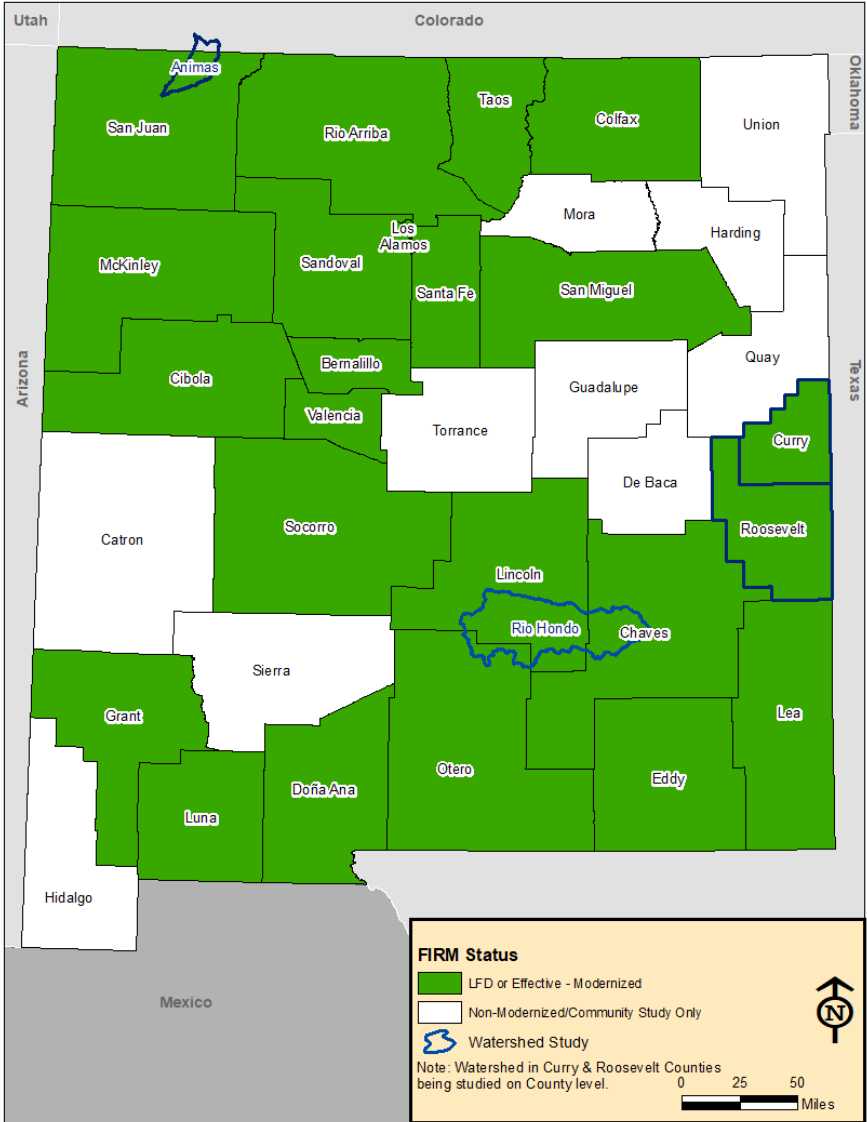 Utah
Colorado
Oklahoma
Animas
Taos
San Juan
Rio Arriba
Colfax
Union
Mora
Los
Alamos
Harding
McKinley
Sandoval
Santa Fe
San Miguel
Arizona
Texas
Cibola
Bernalillo
Quay
Guadalupe
Valencia
Torrance
Curry
De Baca
Catron
Socorro
Roosevelt
Lincoln
Rio Hondo
Chaves
Sierra
Grant
Lea
Otero
Eddy
Doña Ana
Luna
Hidalgo
Mexico
FIRM Status
LFD or Effective - Modernized
Non-Modernized/Community Study Only
Watershed Study
Note: Watershed in Curry & Roosevelt Counties
being studied on County level.
0 25 50
Miles
N